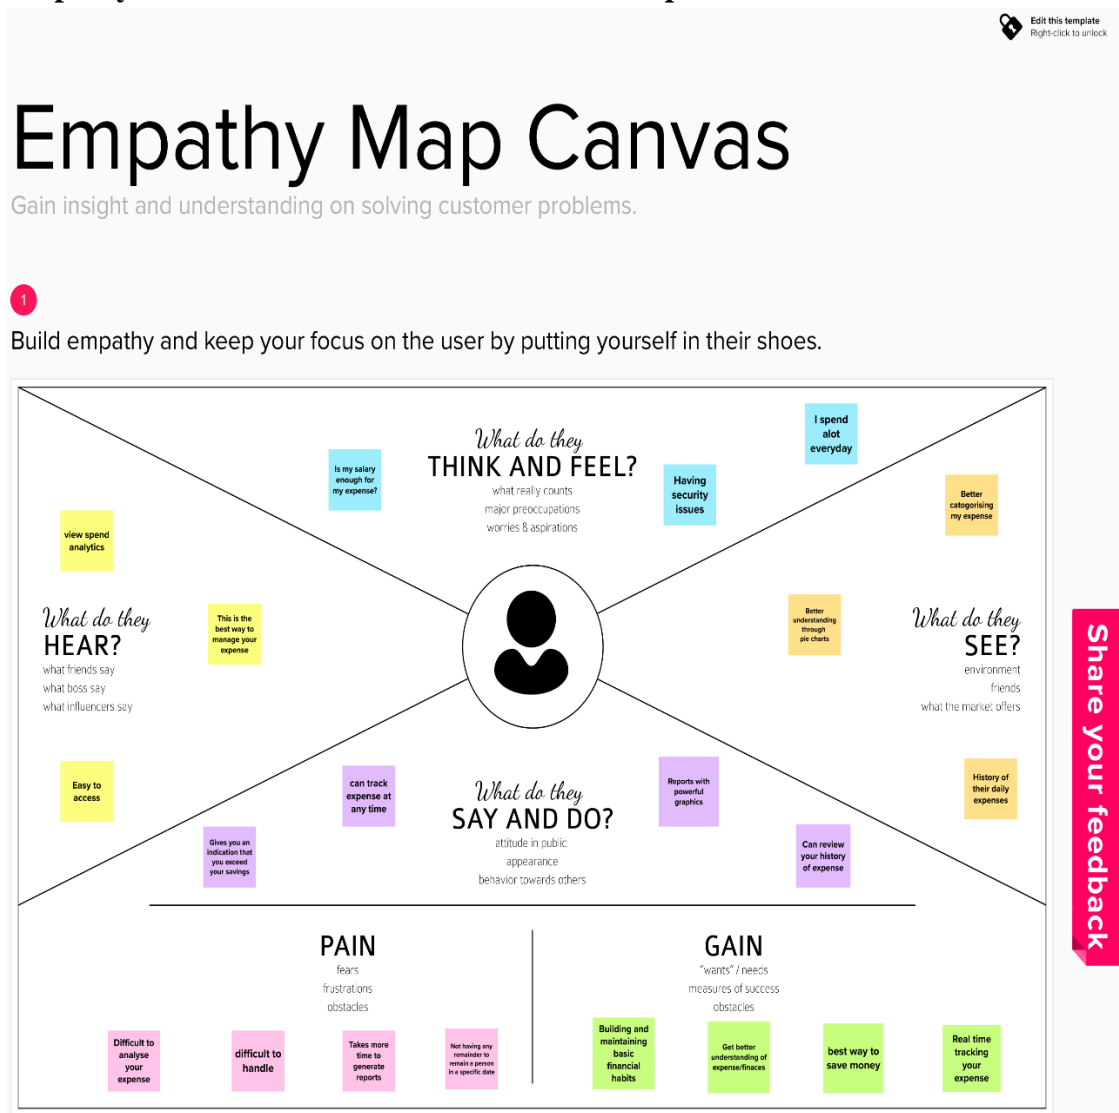 Edit this template
Right-click to unlock
Empathy Map Canvas
Gain insight and understanding on solving customer problems.
1
Build empathy and keep your focus on the user by putting yourself in their shoes.
What do they
THINK AND FEEL?
what really counts
major preoccupations
worries & aspirations
Is my salary
enough for
my expense?
Having
security
issues
I spend
alot
everyday
What do they
HEAR?
what friends say
what boss say
what influencers say
view spend
analytics
This is the
best way to
manage your
expense
Easy to
access
What do they
SEE?
environment
friends
what the market offers
Better
catogorising
my expense
Better
understanding
through
pie charts
History of
their daily
expenses
What do they
SAY AND DO?
attitude in public
appearance
behavior towards others
can track
expense at
any time
Gives you an
indication that
you exceed
your savings
Reports with
powerful
graphics
Can review
your history
of expense
PAIN
fears
frustrations
obstacles
Difficult to
analyse
your
expense
difficult to
handle
Takes more
time to
generate
reports
Not having any
remainder to
remain a person
in a specific date
GAIN
"wants" / needs
measures of success
obstacles
Building and
maintaining
basic
financial
habits
Get better
understanding of
expense/finaces
best way to
save money
Real time
tracking
your
expense
Share your feedback